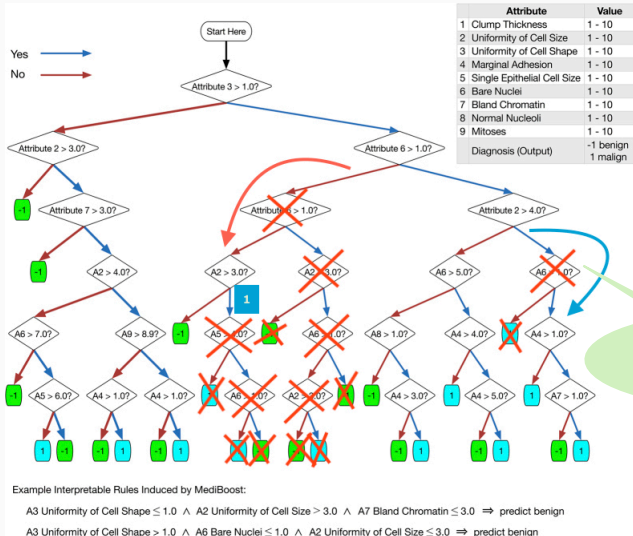 Start Here
Attribute Value
Yes
No
1 Clump Thickness 1 - 10
2 Uniformity of Cell Size 1 - 10
3 Uniformity of Cell Shape 1 - 10
4 Marginal Adhesion 1 - 10
5 Single Epithelial Cell Size 1 - 10
6 Bare Nuclei 1 - 10
7 Bland Chromatin 1 - 10
8 Normal Nucleoli 1 - 10
9 Mitoses 1 - 10
Diagnosis (Output) -1 benign
1 malign
Attribute 3 > 1.0?
Attribute 2 > 3.0? Attribute 6 > 1.0?
-1 Attribute 7 > 3.0? > 1.0? Attribute 2 > 4.0?
-1 A2 > 4.0? A2 > 3.0? A6 > 5.0?
1
A6 > 7.0? A9 > 8.9? -1 A8 > 1.0? A4 > 4.0? A4 > 1.0?
-1 A5 > 6.0? A4 > 1.0? A4 > 1.0? -1 A4 > 3.0? 1 A4 > 5.0? 1 A7 > 1.0?
1 -1 -1 1 -1 1 -1 1 -1 1 -1 1
Example Interpretable Rules Induced by MediBoost:
A3 Uniformity of Cell Shape ≤ 1.0 ∧ A2 Uniformity of Cell Size > 3.0 ∧ A7 Bland Chromatin ≤ 3.0 ⇒ predict benign
A3 Uniformity of Cell Shape > 1.0 ∧ A6 Bare Nuclei ≤ 1.0 ∧ A2 Uniformity of Cell Size ≤ 3.0 ⇒ predict benign